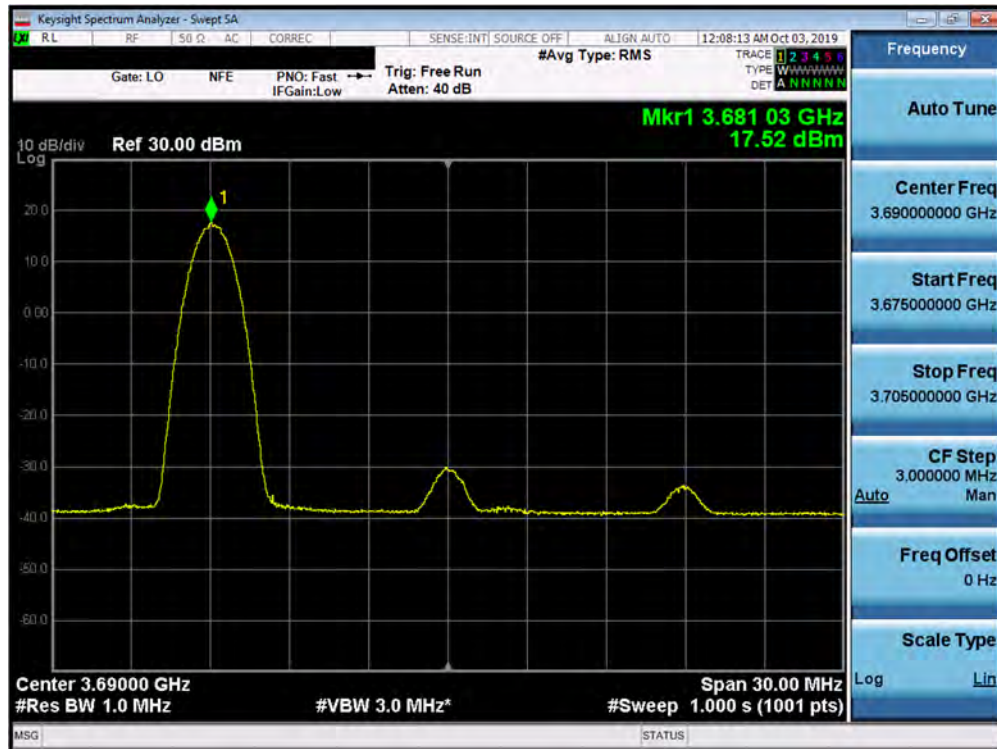 Keysight Spectrum Analyzer - Swept SA
RL RF 50 Ω AC CORREC SENSE:INT SOURCE OFF ALIGN AUTO 12:08:13 AM Oct 03, 2019
#Avg Type: RMS
TRACE 1 2 3 4 5 6
TYPE WWWWWWW
DET A N N N N N
Gate: LO NFE PNO: Fast Trig: Free Run
IFGain:Low Atten: 40 dB
Mkr1 3.681 03 GHz
17.52 dBm
10 dB/div Ref 30.00 dBm
Log
1
20.0
10.0
0.00
-10.0
-20.0
-30.0
-40.0
-50.0
-60.0
Center 3.69000 GHz Span 30.00 MHz
#Res BW 1.0 MHz #VBW 3.0 MHz* #Sweep 1.000 s (1001 pts)
MSG STATUS
Frequency
Auto Tune
Center Freq
3.690000000 GHz
Start Freq
3.675000000 GHz
Stop Freq
3.705000000 GHz
CF Step
3.000000 MHz
Auto Man
Freq Offset
0 Hz
Scale Type
Log Lin